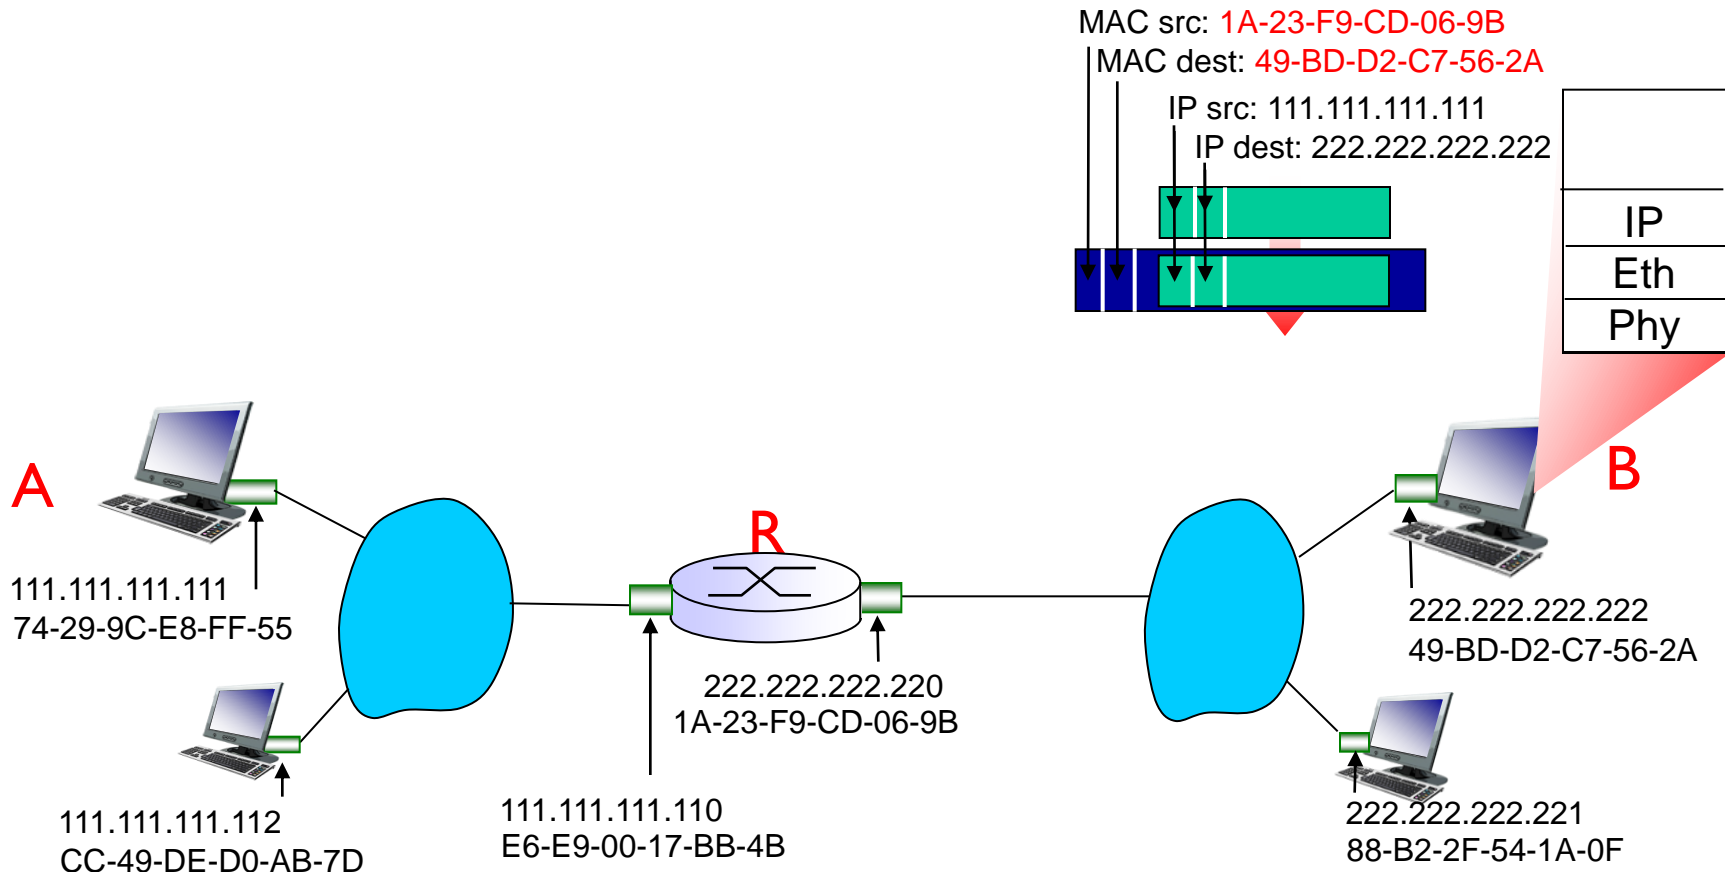 MAC src: 1A-23-F9-CD-06-9B
MAC dest: 49-BD-D2-C7-56-2A
IP src: 111.111.111.111
IP dest: 222.222.222.222
IP
Eth
Phy
A
B
R
111.111.111.111
74-29-9C-E8-FF-55
222.222.222.222
49-BD-D2-C7-56-2A
222.222.222.220
1A-23-F9-CD-06-9B
111.111.111.112
CC-49-DE-D0-AB-7D
111.111.111.110
E6-E9-00-17-BB-4B
222.222.222.221
88-B2-2F-54-1A-0F